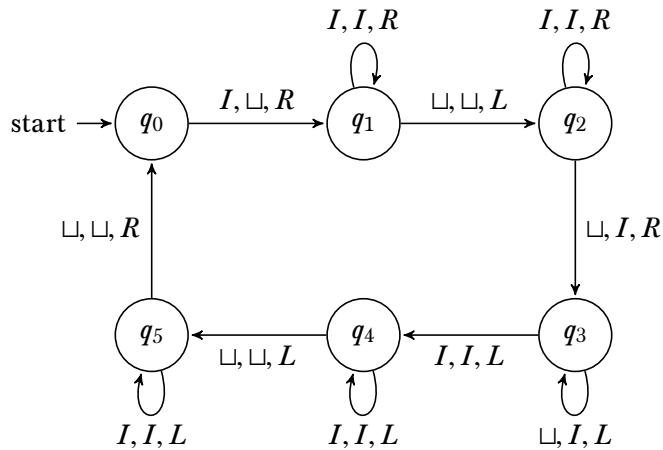 I, I, R
I, I, R
start
q₀
I, ⊔, R
q₁
⊔, ⊔, L
q₂
⊔, ⊔, R
⊔, I, R
q₅
⊔, ⊔, L
q₄
I, I, L
q₃
I, I, L
I, I, L
⊔, I, L